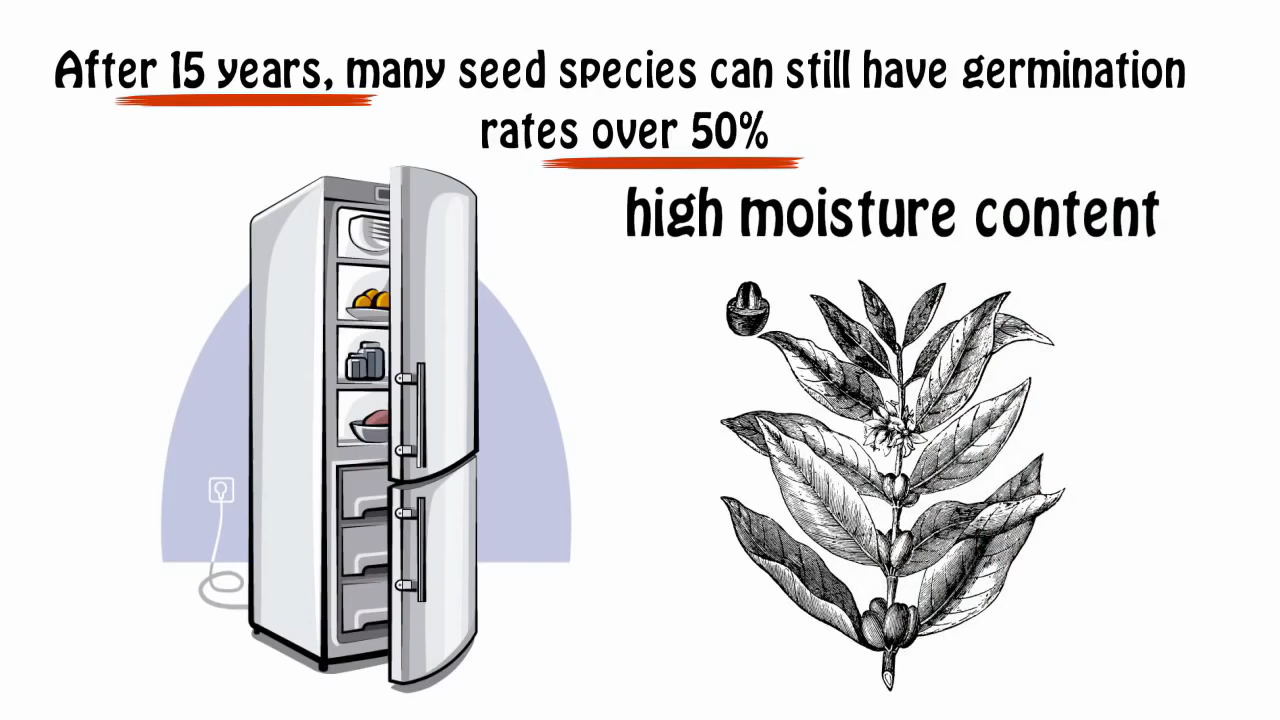 After 15 years, many seed species can still have germination
rates over 50%
high moisture content